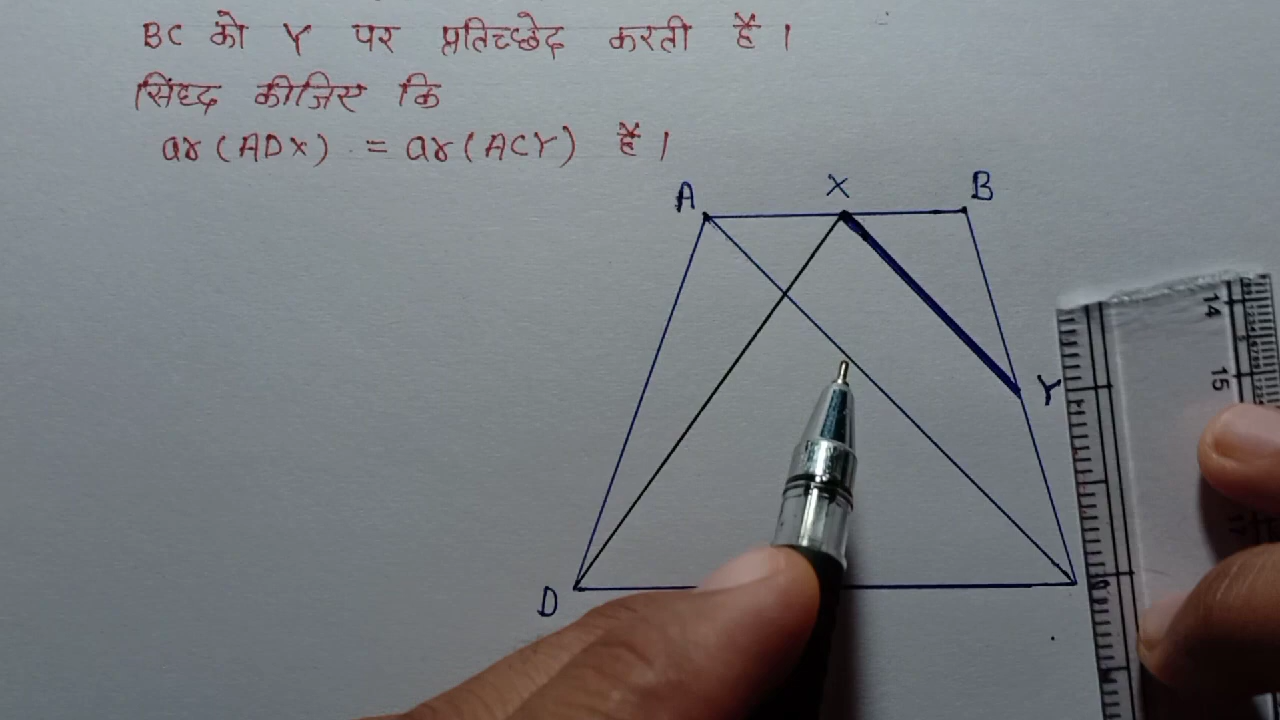 BC को Y पर प्रतिच्छेद करती है ।
सिध्द कीजिए कि
ar(ADX) = ar(ACY) है ।
A X B
Y
D
14
15